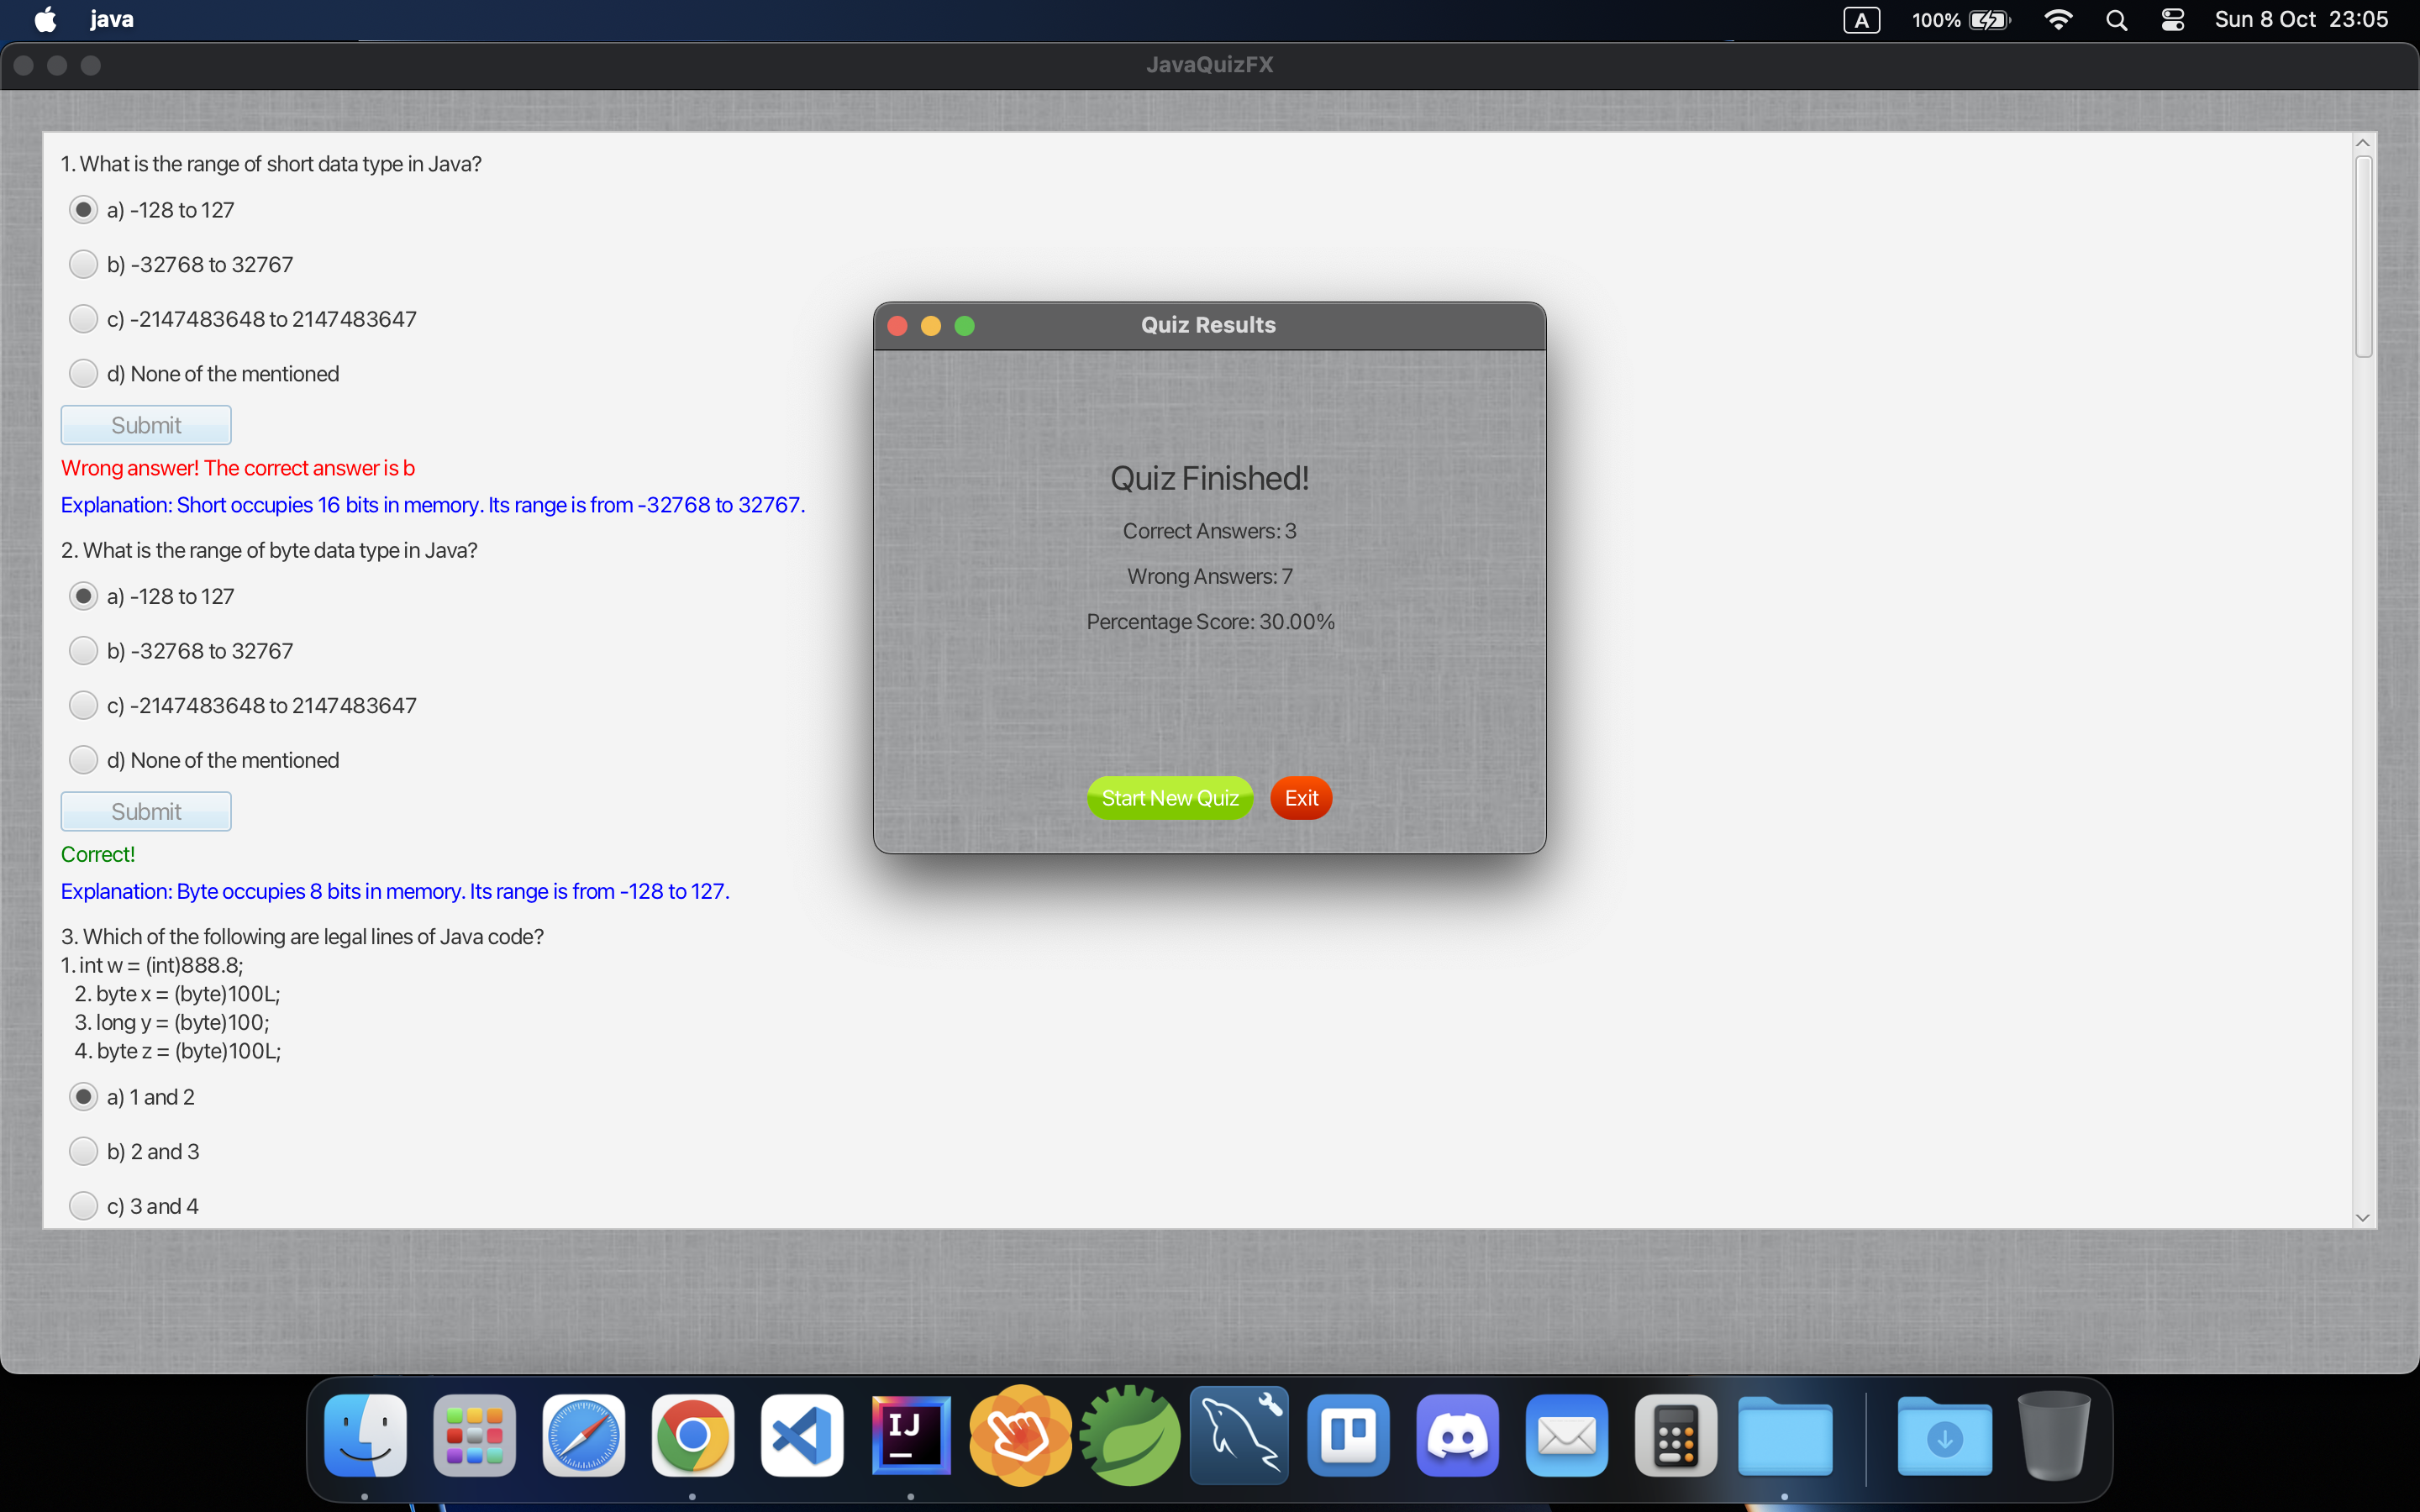 java
A
100%
Sun 8 Oct 23:05
JavaQuizFX
1. What is the range of short data type in Java?
a) -128 to 127
b) -32768 to 32767
c) -2147483648 to 2147483647
d) None of the mentioned
Submit
Wrong answer! The correct answer is b
Explanation: Short occupies 16 bits in memory. Its range is from -32768 to 32767.
2. What is the range of byte data type in Java?
a) -128 to 127
b) -32768 to 32767
c) -2147483648 to 2147483647
d) None of the mentioned
Submit
Correct!
Explanation: Byte occupies 8 bits in memory. Its range is from -128 to 127.
3. Which of the following are legal lines of Java code?
1. int w = (int)888.8;
2. byte x = (byte)100L;
3. long y = (byte)100;
4. byte z = (byte)100L;
a) 1 and 2
b) 2 and 3
c) 3 and 4
Quiz Results
Quiz Finished!
Correct Answers: 3
Wrong Answers: 7
Percentage Score: 30.00%
Start New Quiz
Exit
IJ